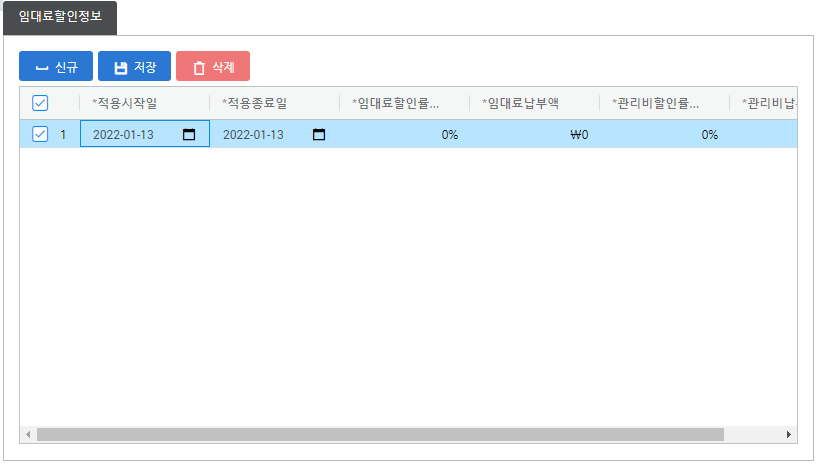 임대료할인정보
신규 저장 삭제
*적용시작일 *적용종료일 *임대료할인률... *임대료납부액 *관리비할인률... *관리비납
1 2022-01-13 2022-01-13 0% ₩0 0%